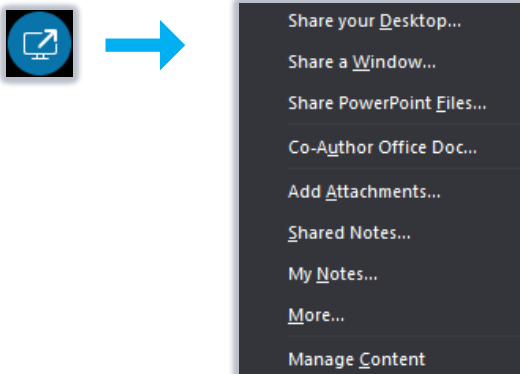 Share your Desktop...
Share a Window...
Share PowerPoint Files...
Co-Author Office Doc...
Add Attachments...
Shared Notes...
My Notes...
More...
Manage Content